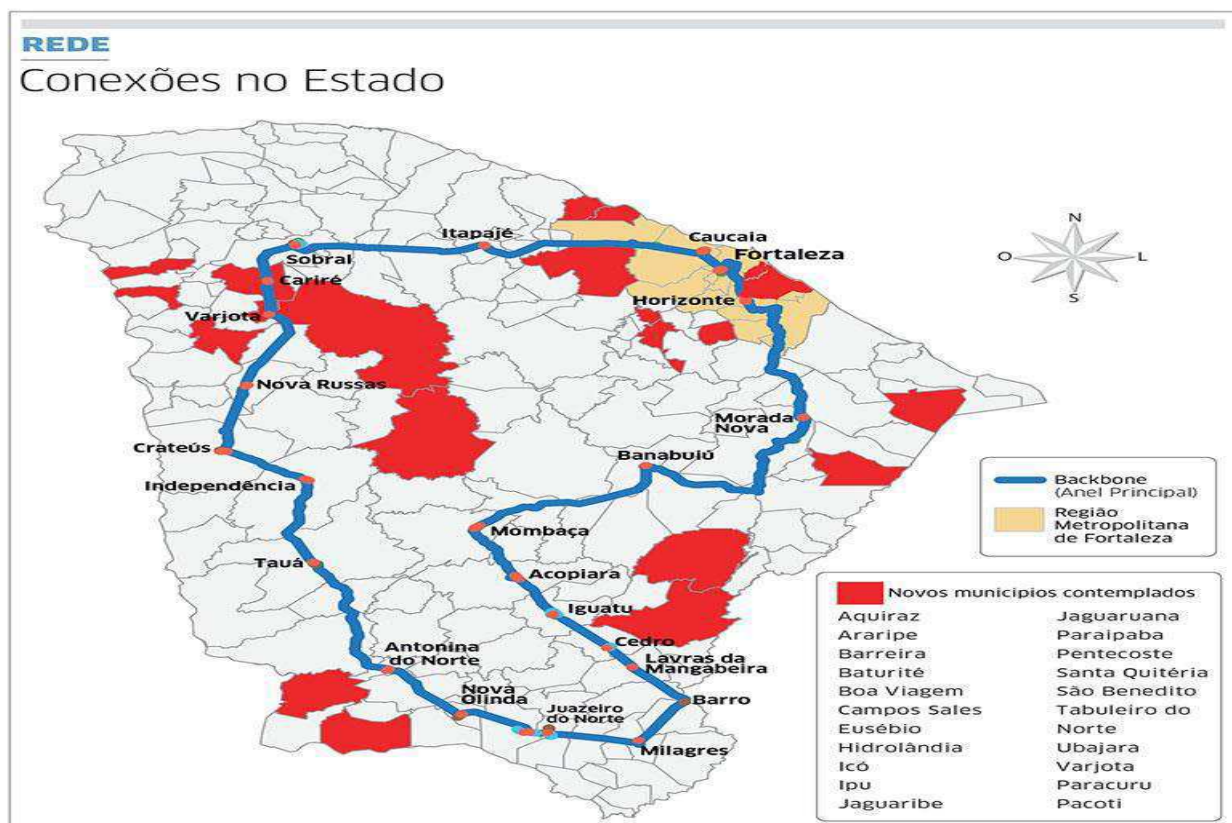 REDE
Conexões no Estado
N
O
L
S
Itapajé
Caucaia
Sobral
Fortaleza
Cariré
Horizonte
Varjota
Nova Russas
Morada
Nova
Crateús
Banabuiú
Independência
Mombaça
Tauá
Acopiara
Iguatu
Cedro
Antonina
do Norte
Lavras da
Mangabeira
Nova
Olinda
Juazeiro
do Norte
Barro
Milagres
Backbone
(Anel Principal)
Região
Metropolitana
de Fortaleza
Novos municipios contemplados
Aquiraz
Araripe
Barreira
Baturité
Boa Viagem
Campos Sales
Eusébio
Hidrolândia
Icó
Ipu
Jaguaribe
Jaguaruana
Paraipaba
Pentecoste
Santa Quitéria
São Benedito
Tabuleiro do
Norte
Ubajara
Varjota
Paracuru
Pacoti